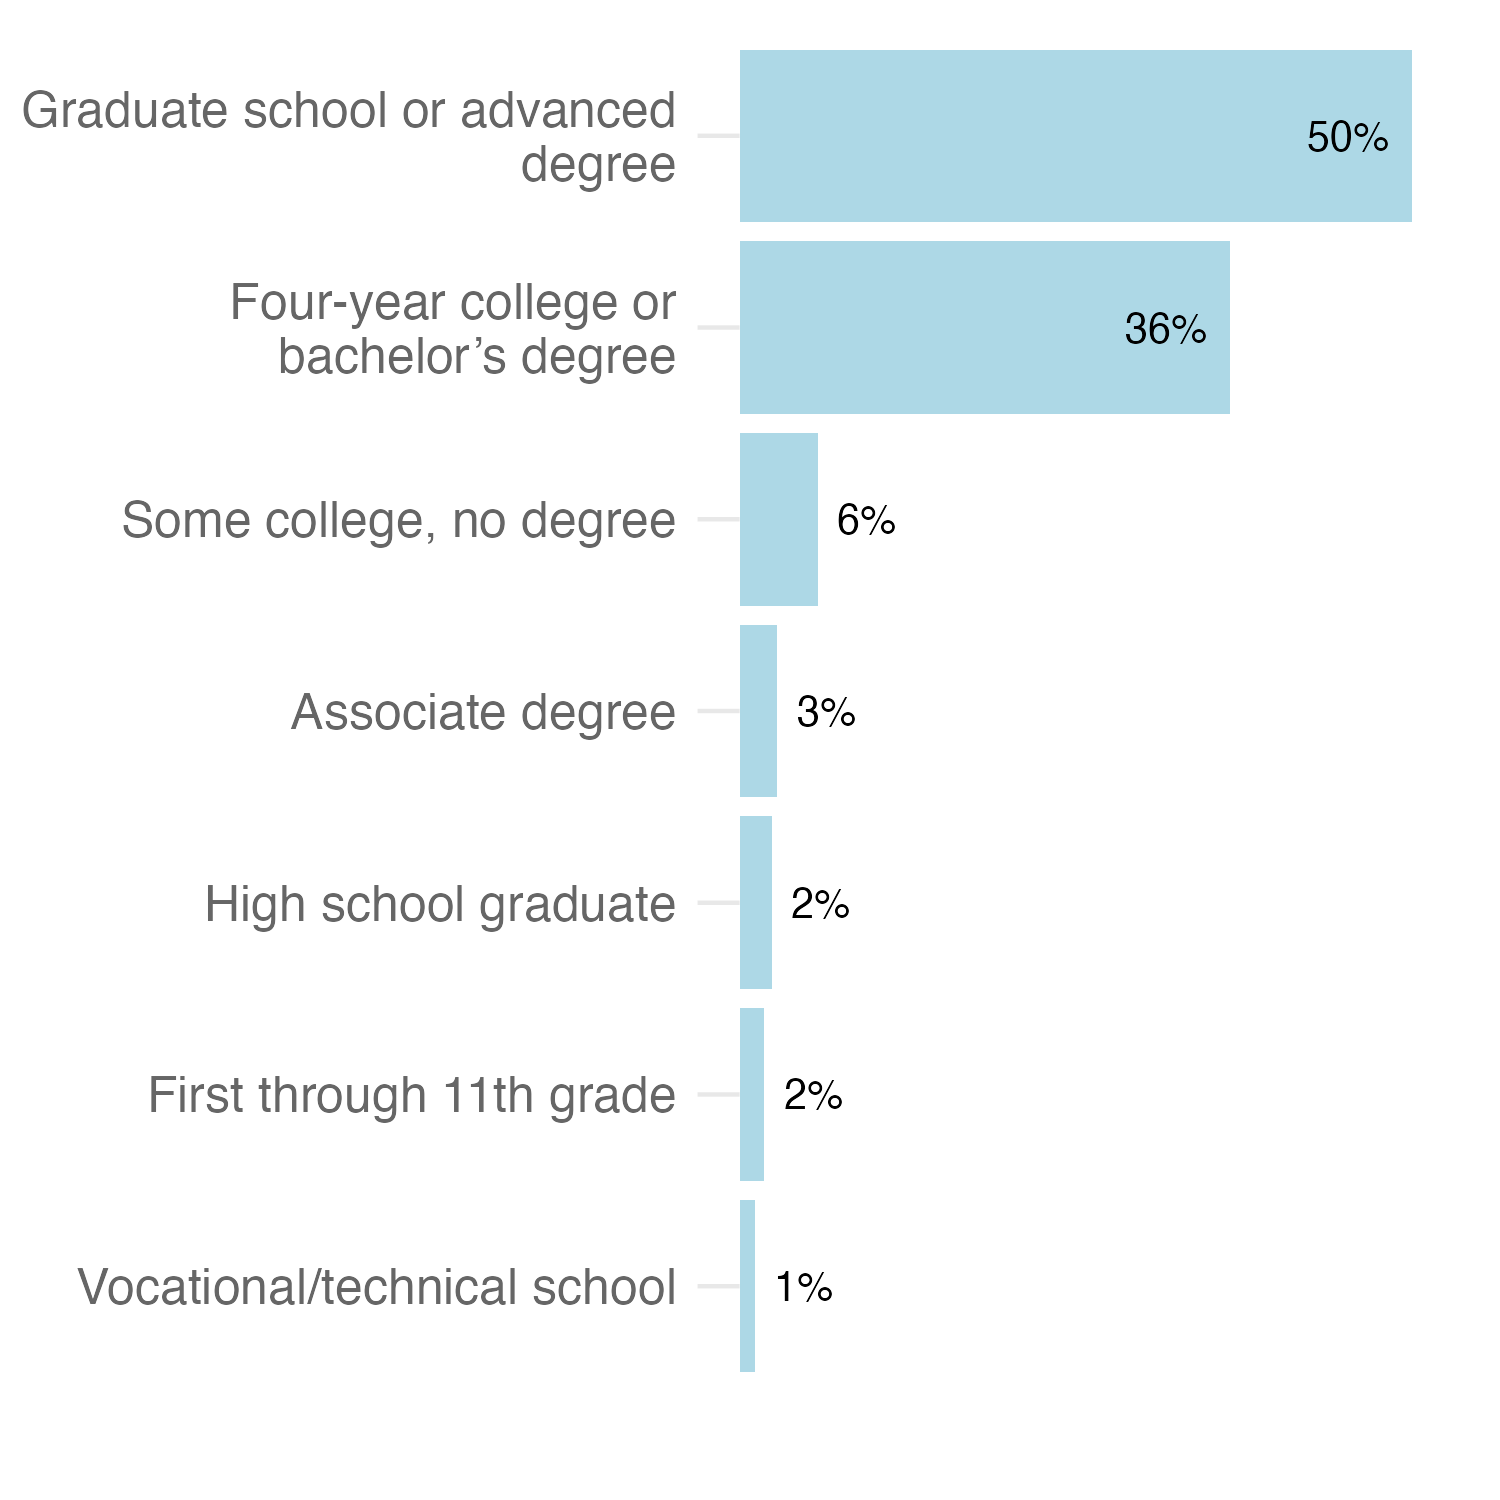 Graduate school or advanced
degree
50%
Four-year college or
bachelor’s degree
36%
Some college, no degree
6%
Associate degree
3%
High school graduate
2%
First through 11th grade
2%
Vocational/technical school
1%